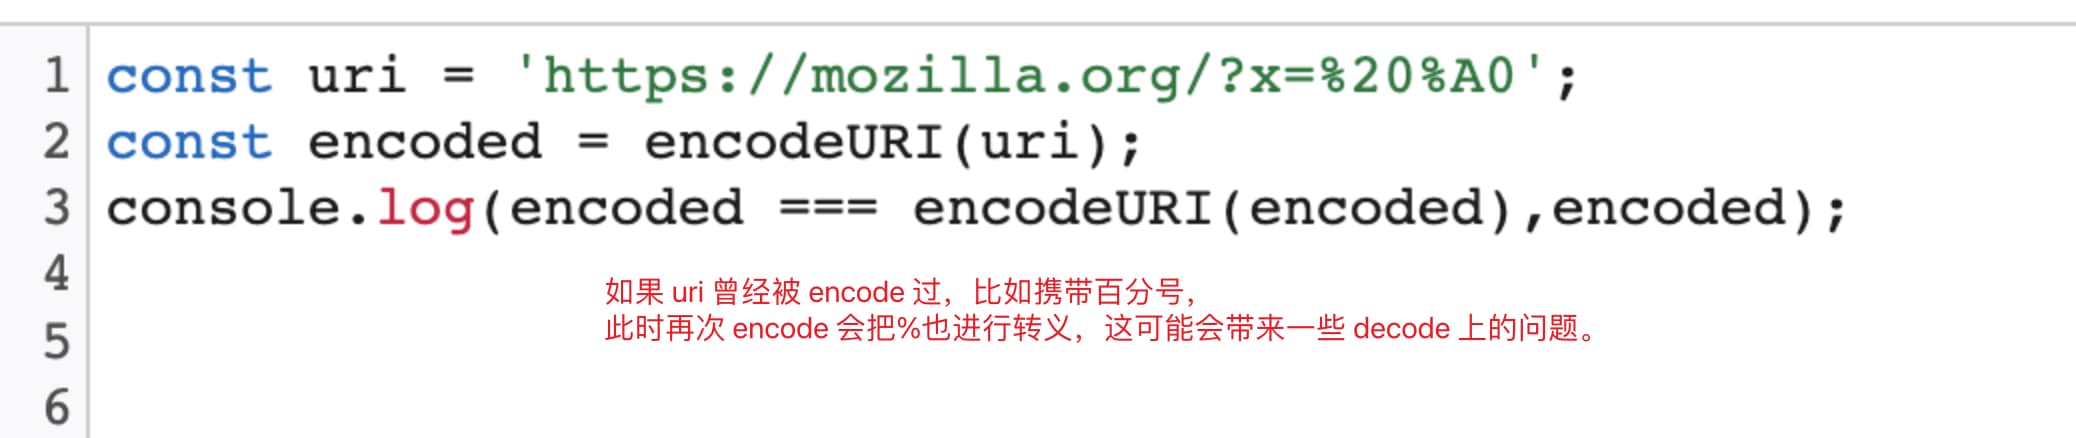 1 const uri = 'https://mozilla.org/?x=%20%A0';
2 const encoded = encodeURI(uri);
3 console.log(encoded === encodeURI(encoded),encoded);
4
如果 uri 曾经被 encode 过，比如携带百分号，
此时再次 encode 会把%也进行转义，这可能会带来一些 decode 上的问题。
5
6